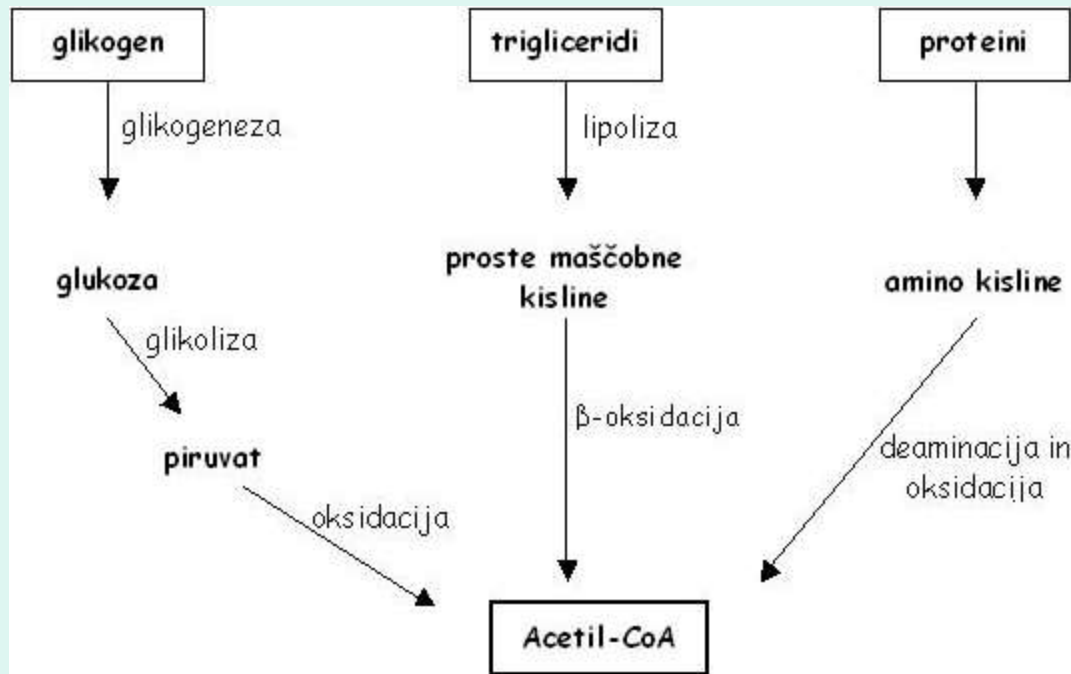 glikogen
trigliceridi
proteini
glikogeneza
lipoliza
glukoza
proste maščobne
kisline
amino kisline
glikoliza
β-oksidacija
piruvat
deaminacija in
oksidacija
oksidacija
Acetil-CoA